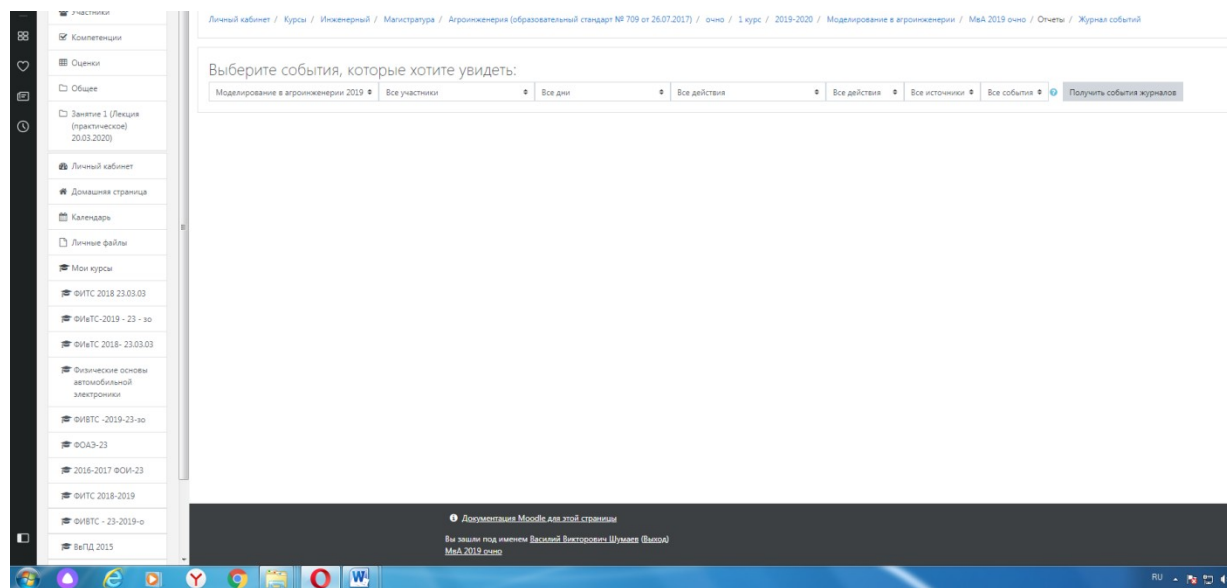 Участники
Компетенции
Оценки
Общее
Занятие 1 (Лекция
(практическое)
20.03.2020)
Личный кабинет
Домашняя страница
Календарь
Личные файлы
Мои курсы
ФИТС 2018 23.03.03
ФИвТС-2019 - 23 - зо
ФИвТС 2018- 23.03.03
Физические основы
автомобильной
электроники
ФИВТС -2019-23-зо
ФОАЭ-23
2016-2017 ФОИ-23
ФИТС 2018-2019
ФИВТС - 23-2019-о
ВеПД 2015
Личный кабинет / Курсы / Инженерный / Магистратура / Агроинженерия (образовательный стандарт № 709 от 26.07.2017) / очно / 1 курс / 2019-2020 / Моделирование в агроинженерии / МвА 2019 очно / Отчеты / Журнал событий
Выберите события, которые хотите увидеть:
Моделирование в агроинженерии 2019 Все участники Все дни Все действия Все действия Все источники Все события Получить события журналов
Документация Moodle для этой страницы
Вы зашли под именем Василий Викторович Шумаев (Выход)
МвА 2019 очно
RU